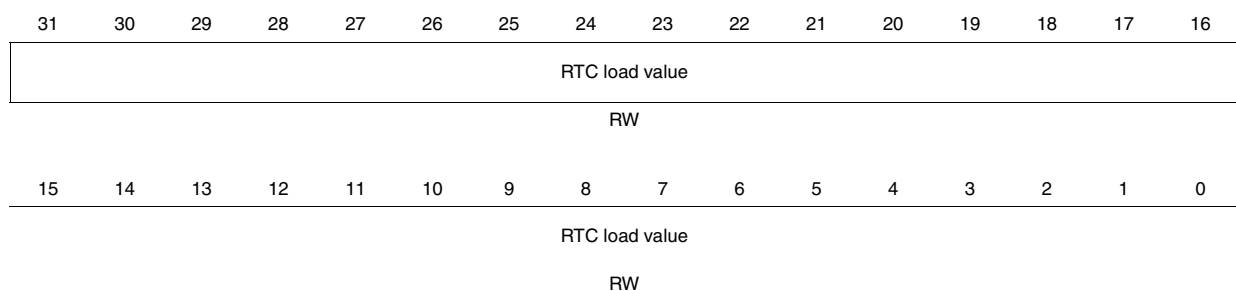 31 30 29 28 27 26 25 24 23 22 21 20 19 18 17 16
RTC load value
RW
15 14 13 12 11 10 9 8 7 6 5 4 3 2 1 0
RTC load value
RW